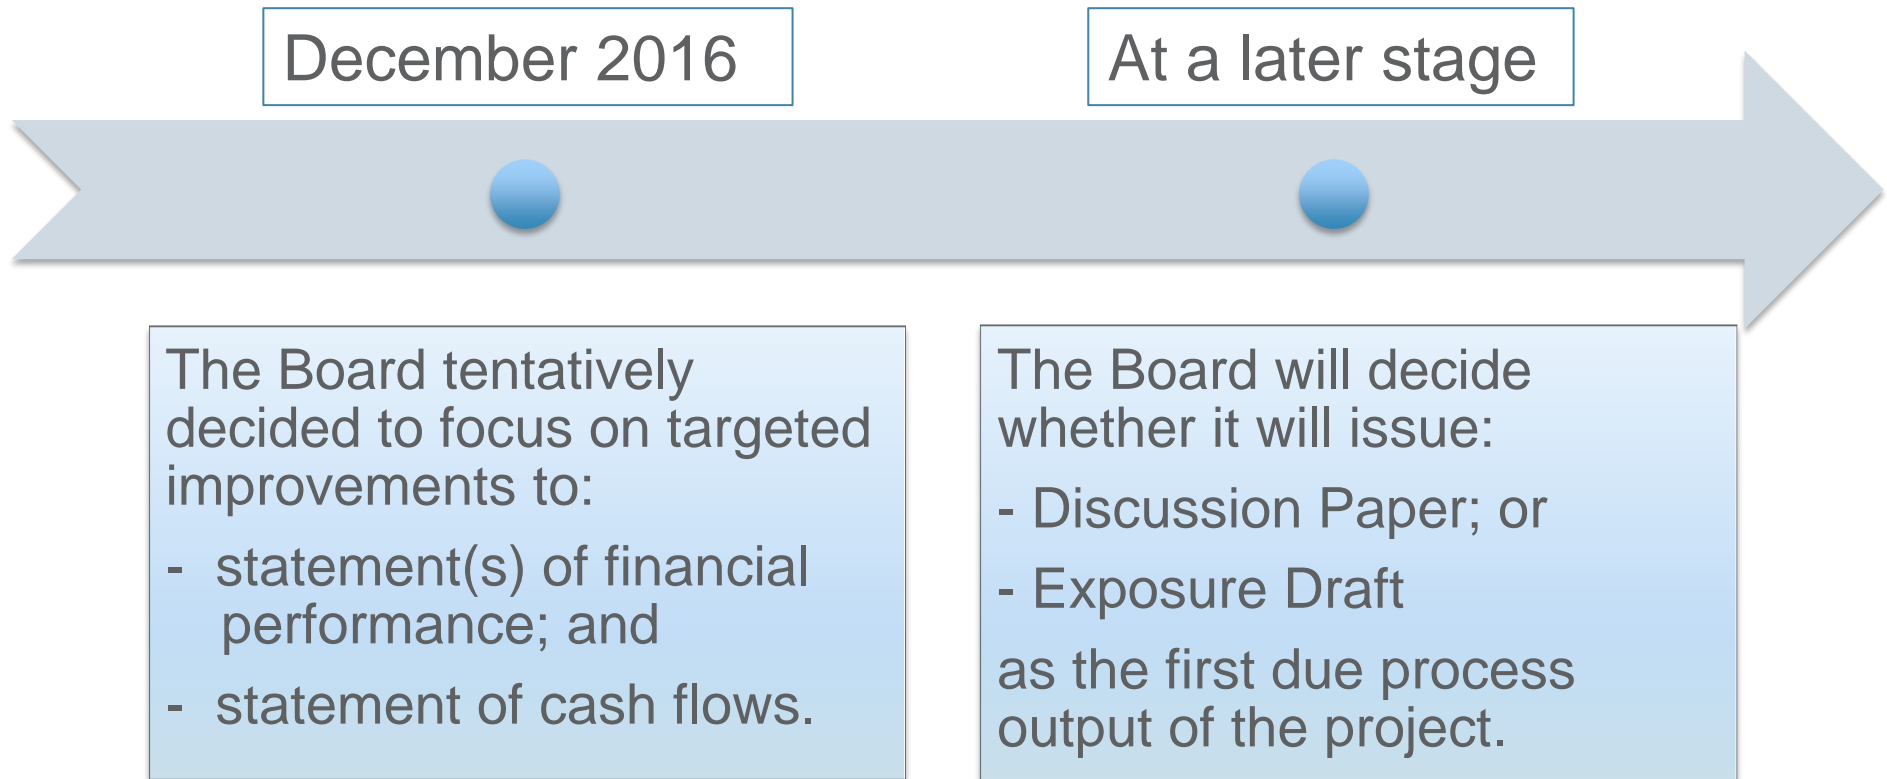 December 2016
At a later stage
The Board tentatively
decided to focus on targeted
improvements to:
- statement(s) of financial
performance; and
- statement of cash flows.
The Board will decide
whether it will issue:
- Discussion Paper; or
- Exposure Draft
as the first due process
output of the project.